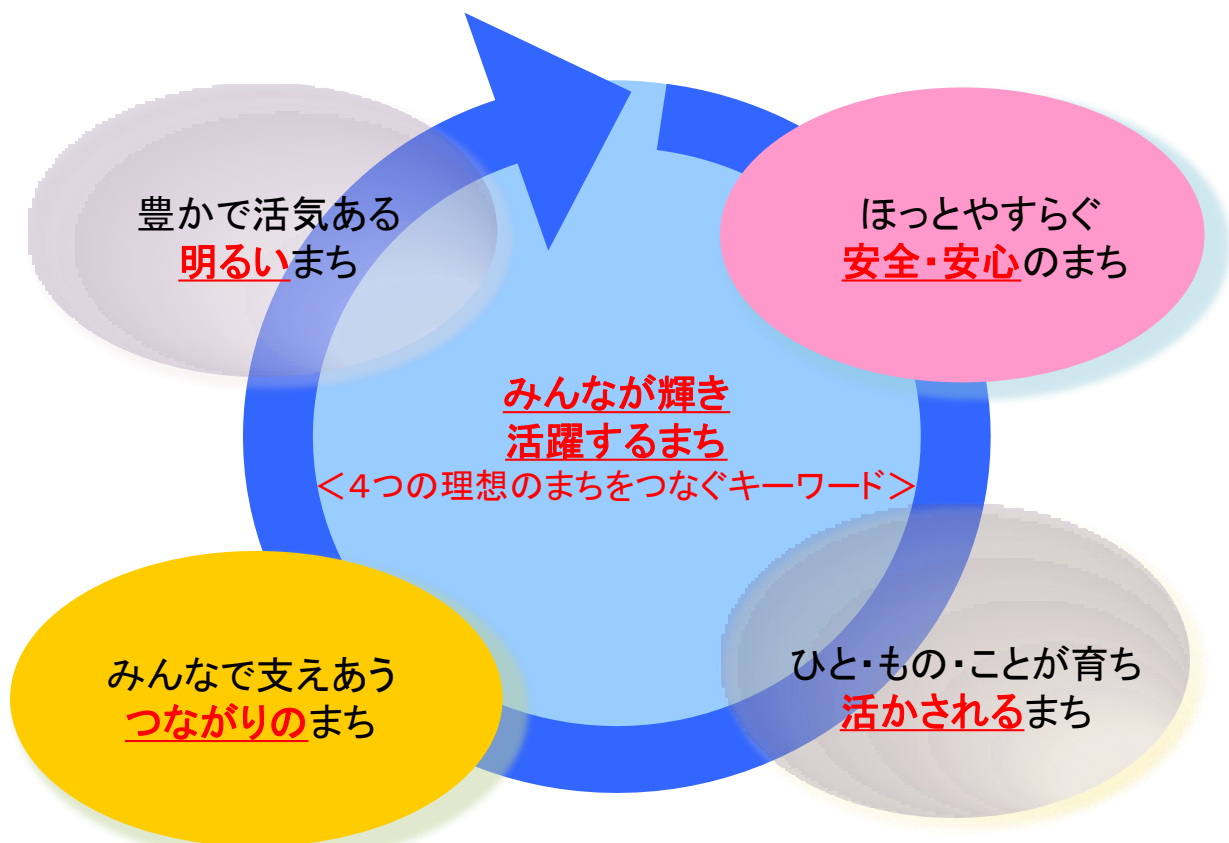 豊かで活気ある
明るいまち
ほっとやすらぐ
安全・安心のまち
みんなが輝き
活躍するまち
＜４つの理想のまちをつなぐキーワード＞
みんなで支えあう
つながりのまち
ひと・もの・ことが育ち
活かされるまち